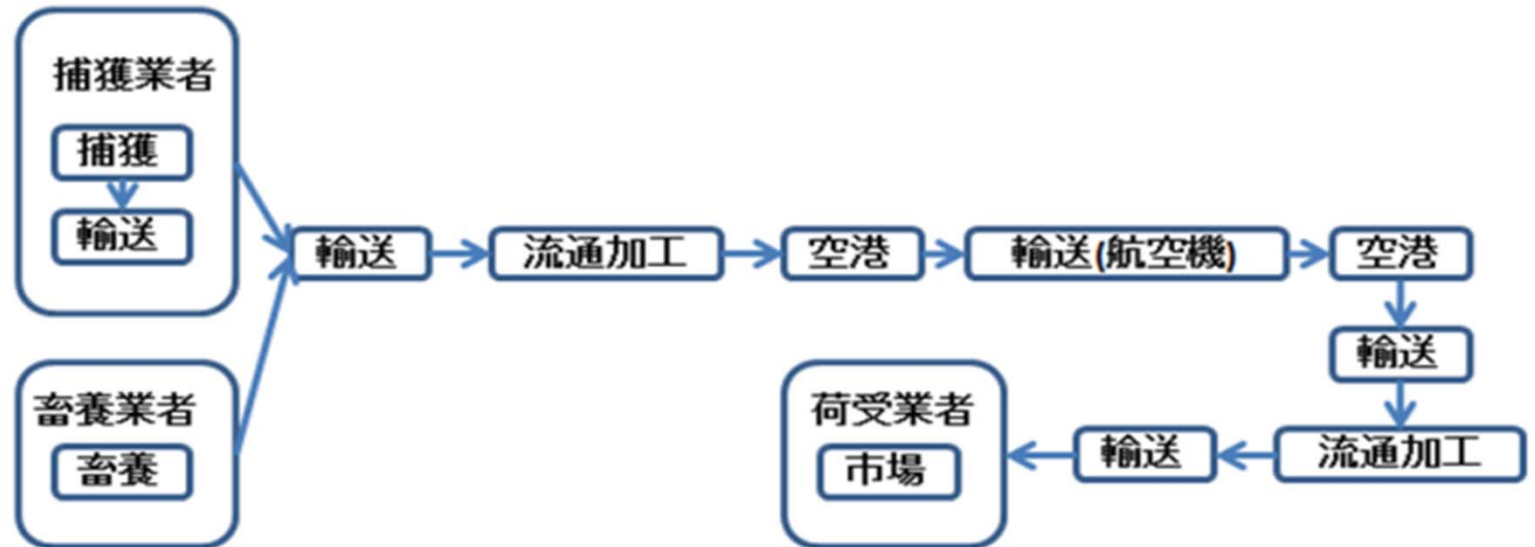 捕獲業者
捕獲
輸送
畜養業者
畜養
輸送
流通加工
空港
輸送(航空機)
空港
輸送
流通加工
輸送
荷受業者
市場